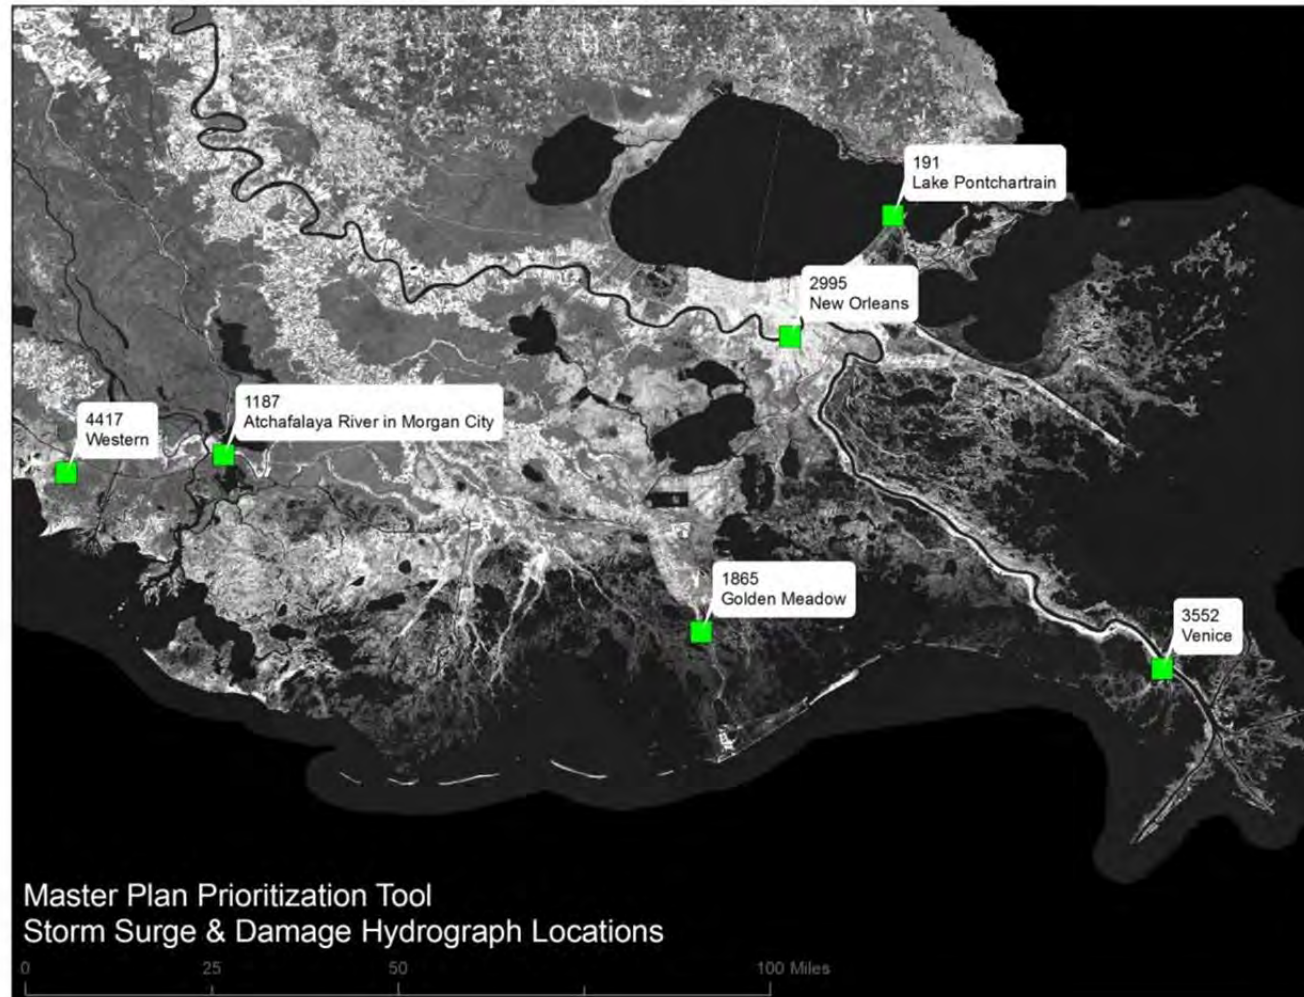 191
Lake Pontchartrain
2995
New Orleans
1187
Atchafalaya River in Morgan City
4417
Western
1865
Golden Meadow
3552
Venice
Master Plan Prioritization Tool
Storm Surge & Damage Hydrograph Locations
0 25 50 100 Miles